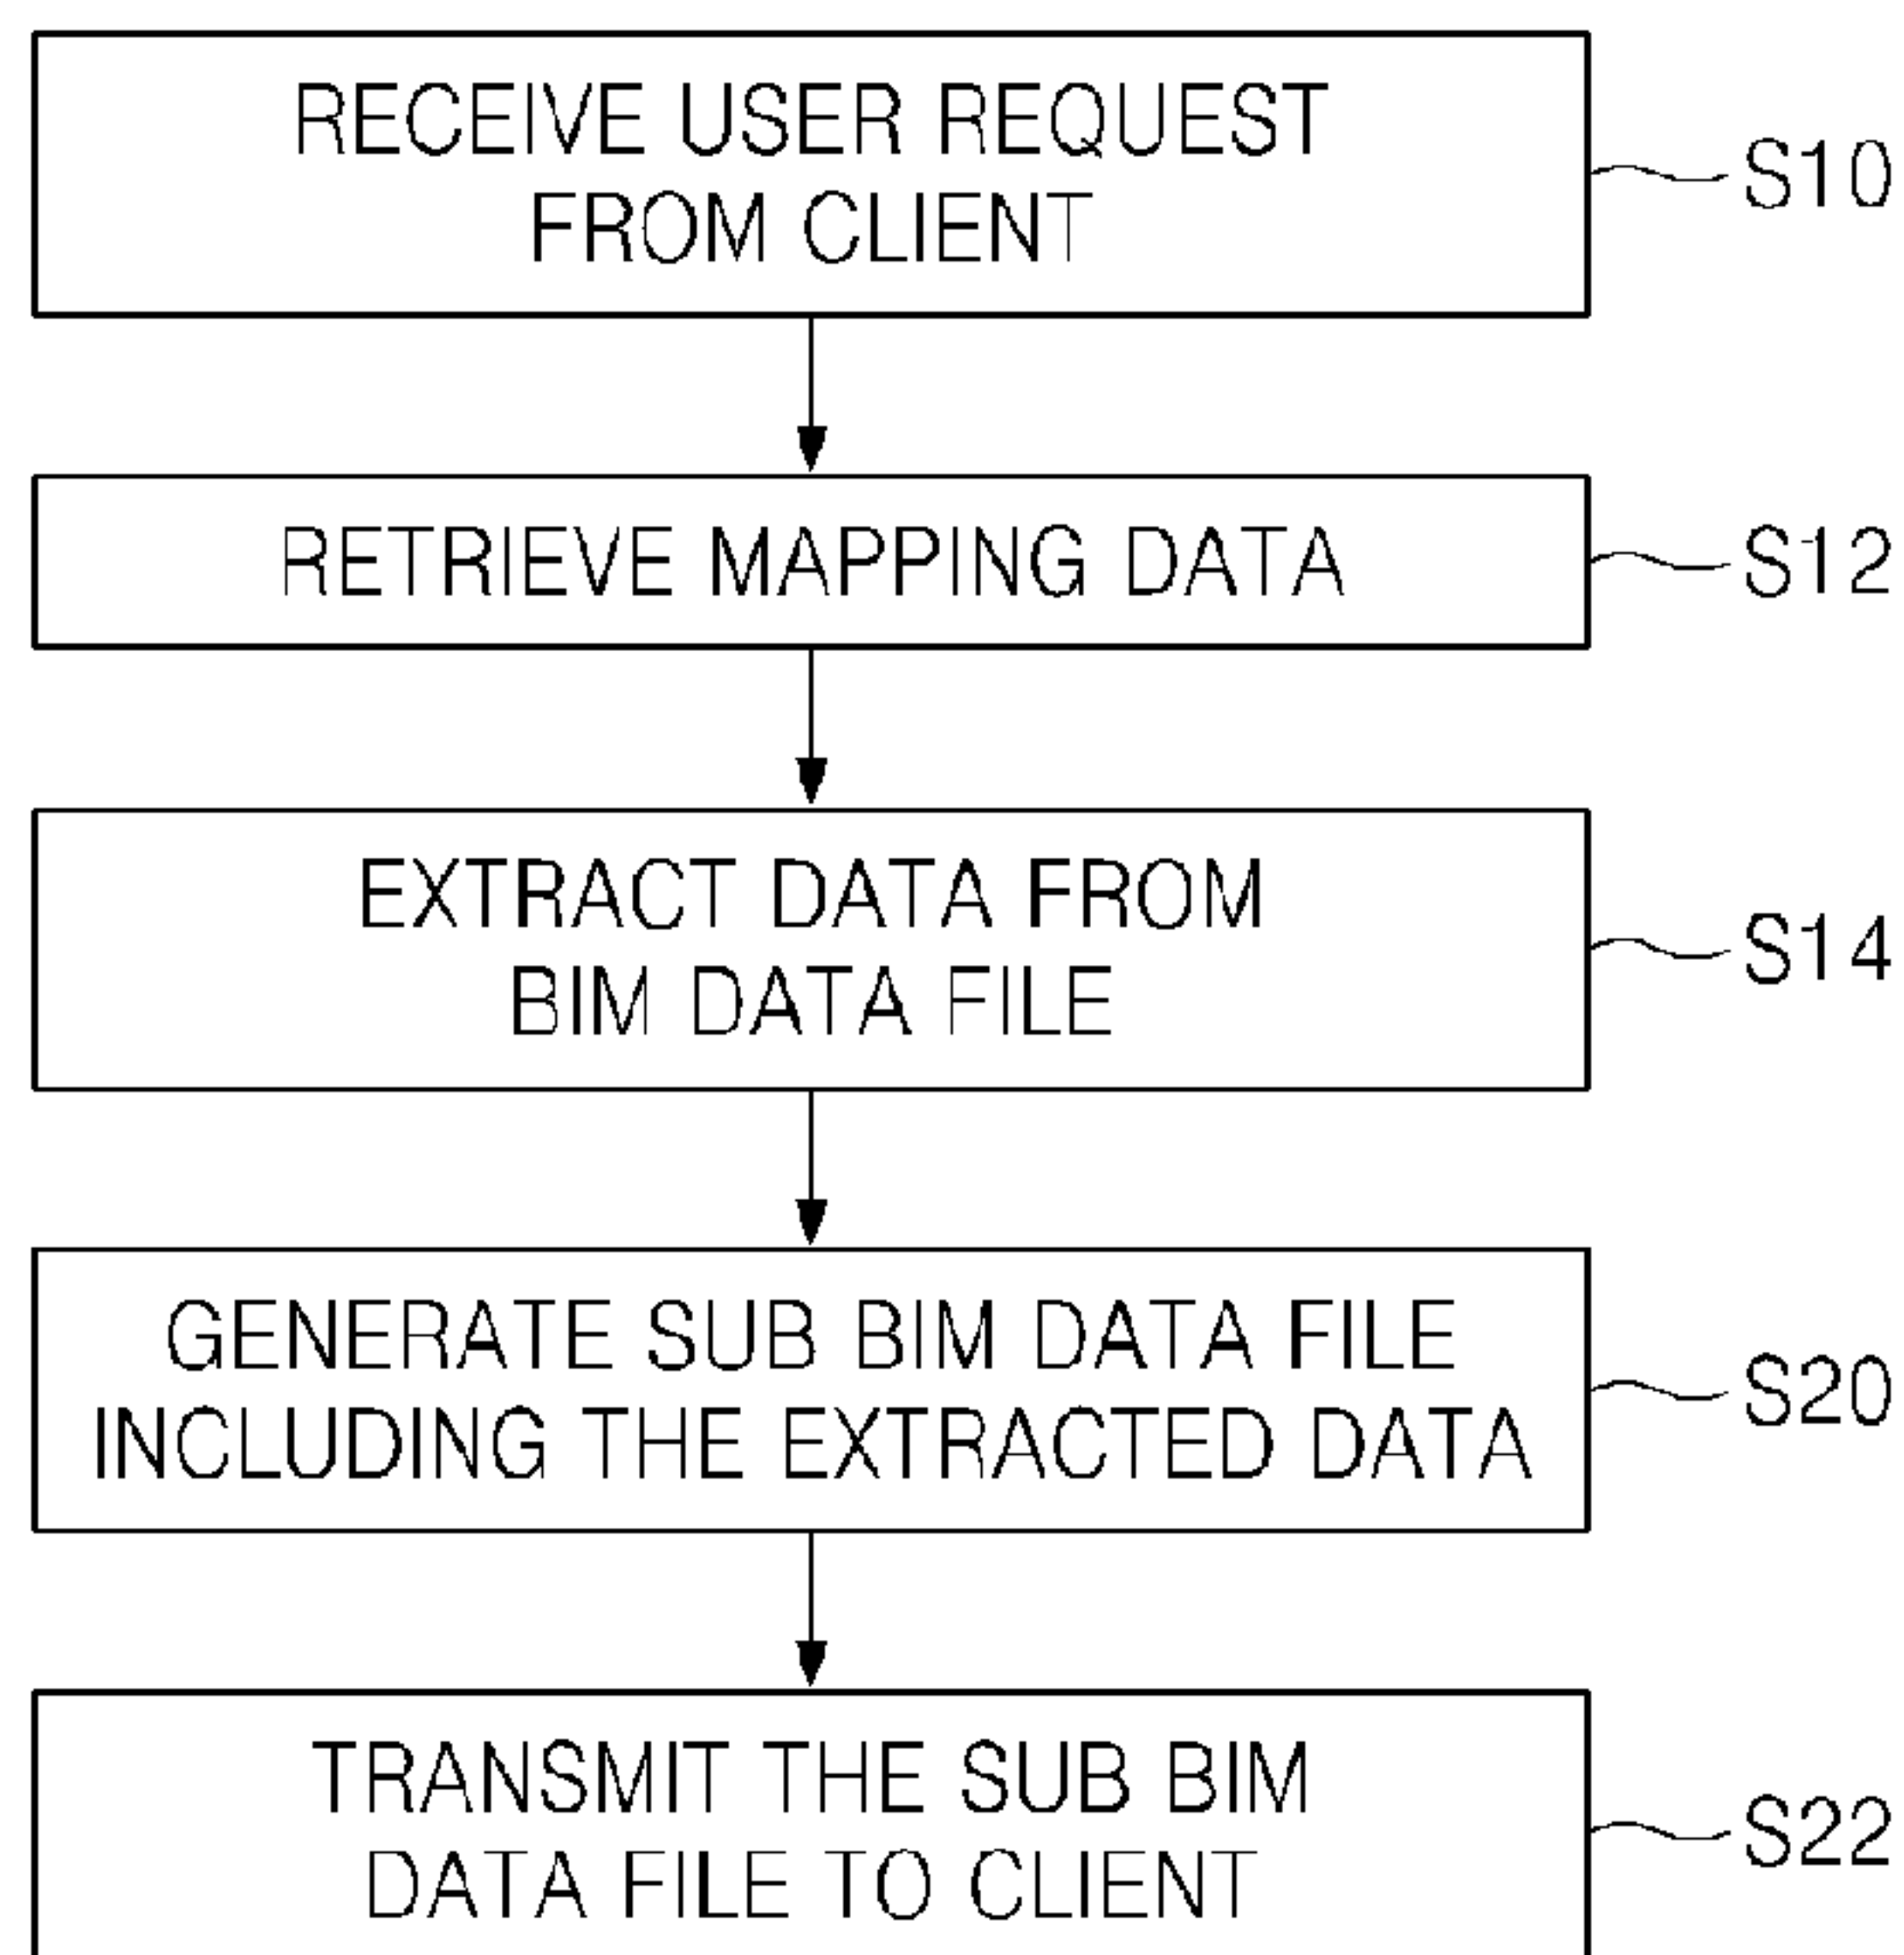 RECEIVE USER REQUEST
FROM CLIENT
S10
RETRIEVE MAPPING DATA
S12
EXTRACT DATA FROM
BIM DATA FILE
S14
GENERATE SUB BIM DATA FILE
INCLUDING THE EXTRACTED DATA
S20
TRANSMIT THE SUB BIM
DATA FILE TO CLIENT
S22